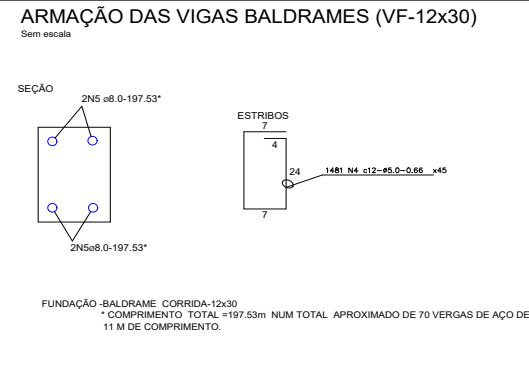 ARMAÇÃO DAS VIGAS BALDRAMES (VF-12x30)
Sem escala
SEÇÃO
2N5 ø8.0-197.53*
2N5ø8.0-197.53*
ESTRIBOS
7
4
24
7
1481 N4 c12-ø5.0-0.66 x45
FUNDAÇÃO -BALDRAME CORRIDA-12x30
* COMPRIMENTO TOTAL =197.53m NUM TOTAL APROXIMADO DE 70 VERGAS DE AÇO DE
11 M DE COMPRIMENTO.